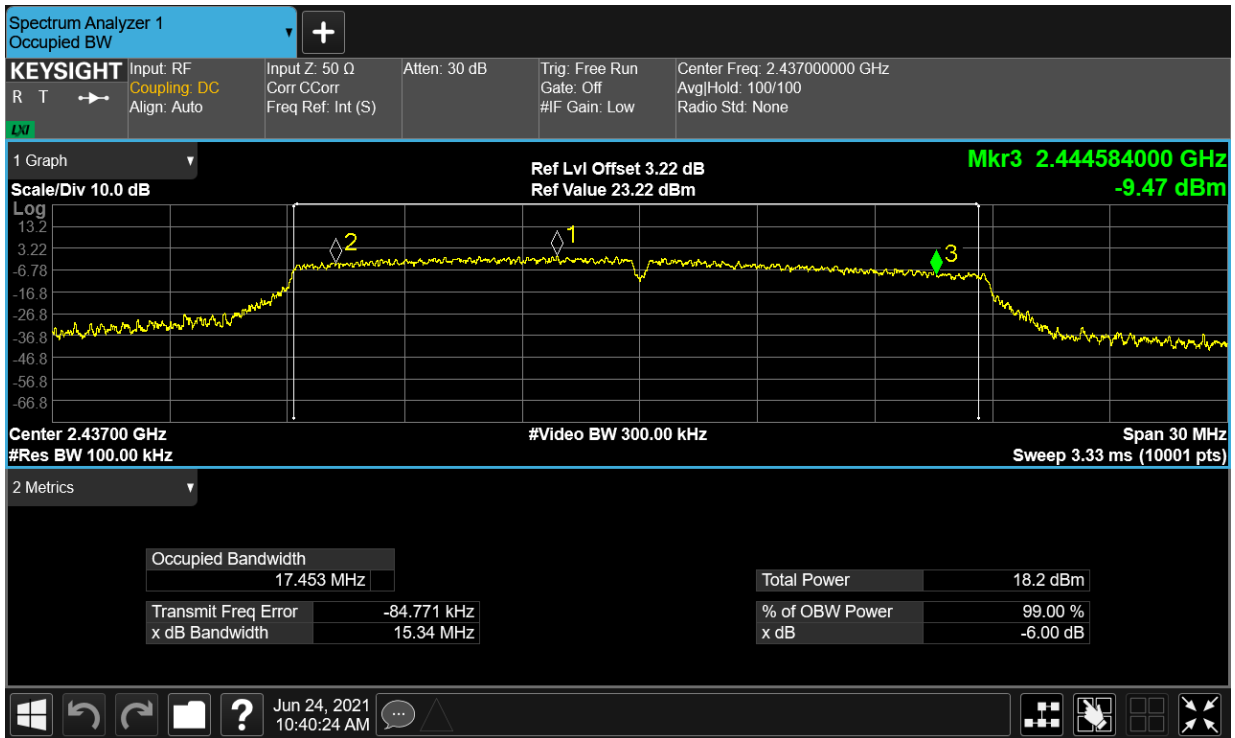 Spectrum Analyzer 1
Occupied BW
KEYSIGHT
R T
LXI
Input: RF
Coupling: DC
Align: Auto
Input Z: 50 Ω
Corr CCorr
Freq Ref: Int (S)
Atten: 30 dB
Trig: Free Run
Gate: Off
#IF Gain: Low
Center Freq: 2.437000000 GHz
Avg|Hold: 100/100
Radio Std: None
1 Graph
Scale/Div 10.0 dB
Ref Lvl Offset 3.22 dB
Ref Value 23.22 dBm
Mkr3 2.444584000 GHz
-9.47 dBm
Log
13.2
3.22
-6.78
-16.8
-26.8
-36.8
-46.8
-56.8
-66.8
2
1
3
Center 2.43700 GHz
#Res BW 100.00 kHz
#Video BW 300.00 kHz
Span 30 MHz
Sweep 3.33 ms (10001 pts)
2 Metrics
Occupied Bandwidth
17.453 MHz
Transmit Freq Error -84.771 kHz
x dB Bandwidth 15.34 MHz
Total Power 18.2 dBm
% of OBW Power 99.00 %
x dB -6.00 dB
?
Jun 24, 2021
10:40:24 AM